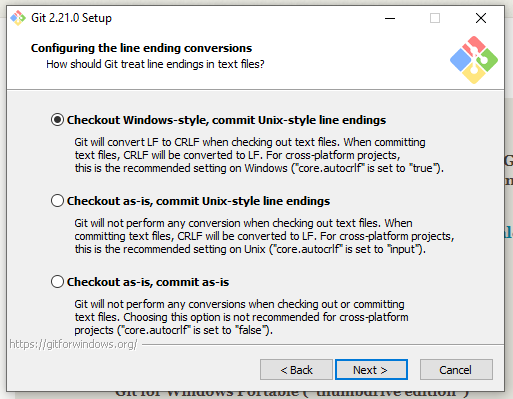 Git 2.21.0 Setup
Configuring the line ending conversions
How should Git treat line endings in text files?
Checkout Windows-style, commit Unix-style line endings
Git will convert LF to CRLF when checking out text files. When committing
text files, CRLF will be converted to LF. For cross-platform projects,
this is the recommended setting on Windows ("core.autocrlf" is set to "true").
Checkout as-is, commit Unix-style line endings
Git will not perform any conversion when checking out text files. When
committing text files, CRLF will be converted to LF. For cross-platform projects,
this is the recommended setting on Unix ("core.autocrlf" is set to "input").
Checkout as-is, commit as-is
Git will not perform any conversions when checking out or committing
text files. Choosing this option is not recommended for cross-platform
projects ("core.autocrlf" is set to "false").
https://gitforwindows.org/
< Back
Next >
Cancel
Git for Windows Portable ("thumbdrive edition")